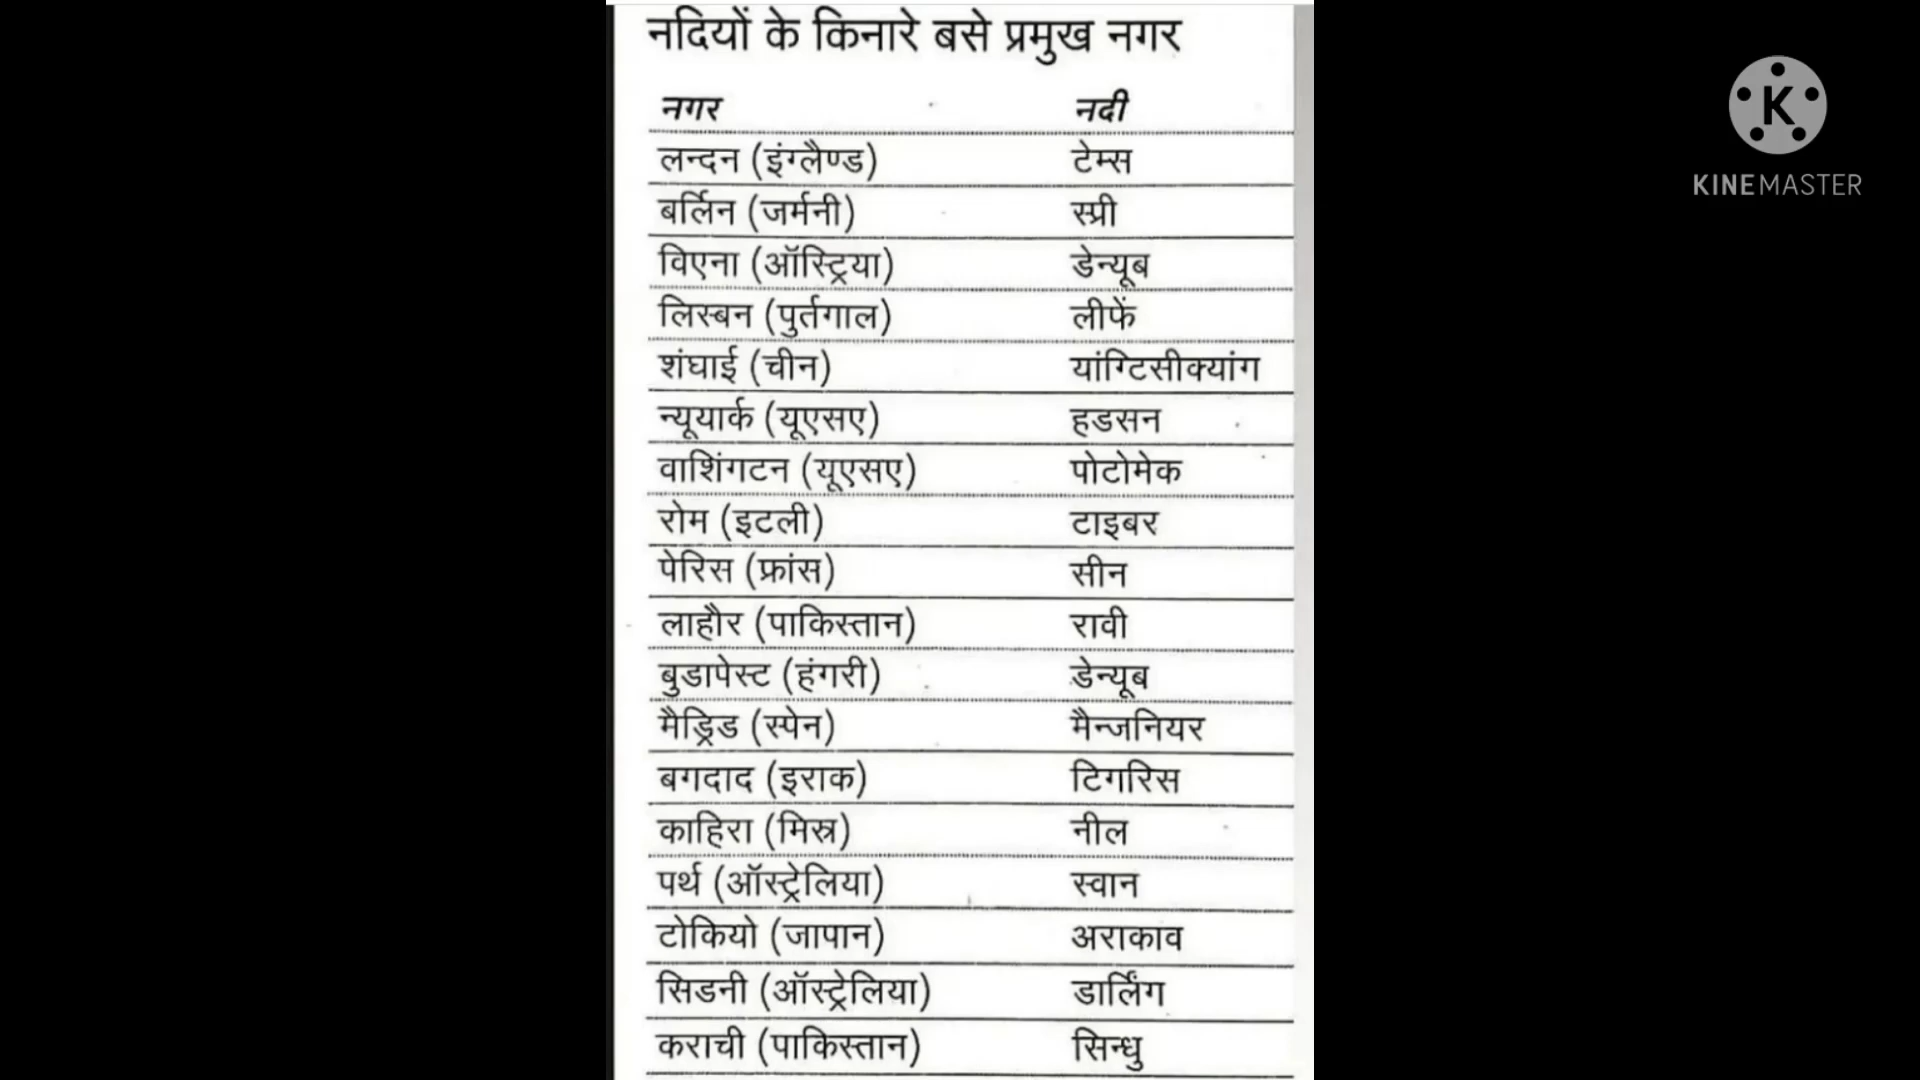 नदियों के किनारे बसे प्रमुख नगर
नगर नदी
लन्दन (इंग्लैण्ड) टेम्स
बर्लिन (जर्मनी) स्प्री
विएना (ऑस्ट्रिया) डेन्यूब
लिस्बन (पुर्तगाल) लीफें
शंघाई (चीन) यांग्टिसीक्यांग
न्यूयार्क (यूएसए) हडसन
वाशिंगटन (यूएसए) पोटोमेक
रोम (इटली) टाइबर
पेरिस (फ्रांस) सीन
लाहौर (पाकिस्तान) रावी
बुडापेस्ट (हंगरी) डेन्यूब
मैड्रिड (स्पेन) मैन्जनियर
बगदाद (इराक) टिगरिस
काहिरा (मिस्र) नील
पर्थ (ऑस्ट्रेलिया) स्वान
टोकियो (जापान) अराकाव
सिडनी (ऑस्ट्रेलिया) डार्लिंग
कराची (पाकिस्तान) सिन्धु
K
KINEMASTER